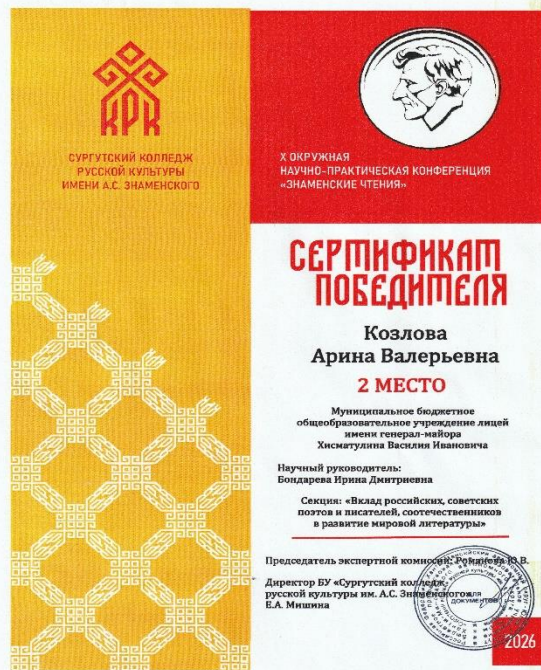 КРК
СУРГУТСКИЙ КОЛЛЕДЖ
РУССКОЙ КУЛЬТУРЫ
ИМЕНИ А.С. ЗНАМЕНСКОГО
X ОКРУЖНАЯ
НАУЧНО-ПРАКТИЧЕСКАЯ КОНФЕРЕНЦИЯ
«ЗНАМЕНСКИЕ ЧТЕНИЯ»
СЕРТИФИКАТ
ПОБЕДИТЕЛЯ
Козлова
Арина Валерьевна
2 МЕСТО
Муниципальное бюджетное
общеобразовательное учреждение лицей
имени генерал-майора
Хисматулина Василия Ивановича
Научный руководитель:
Бондарева Ирина Дмитриевна
Секция: «Вклад российских, советских
поэтов и писателей, соотечественников
в развитие мировой литературы»
Председатель экспертной комиссии: Романова Ю.В.
Директор БУ «Сургутский колледж
русской культуры им. А.С. Знаменского»
Е.А. Мишина
ДЛЯ
ДОКУМЕНТОВ
2026